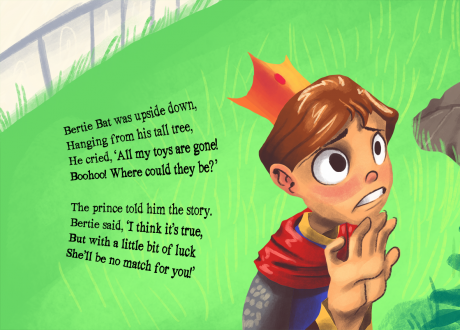 Bertie Bat was upside down,
Hanging from his tall tree,
He cried, ‘All my toys are gone!
Boohoo! Where could they be?’
The prince told him the story.
Bertie said, ‘I think it’s true,
But with a little bit of luck
She’ll be no match for you!’